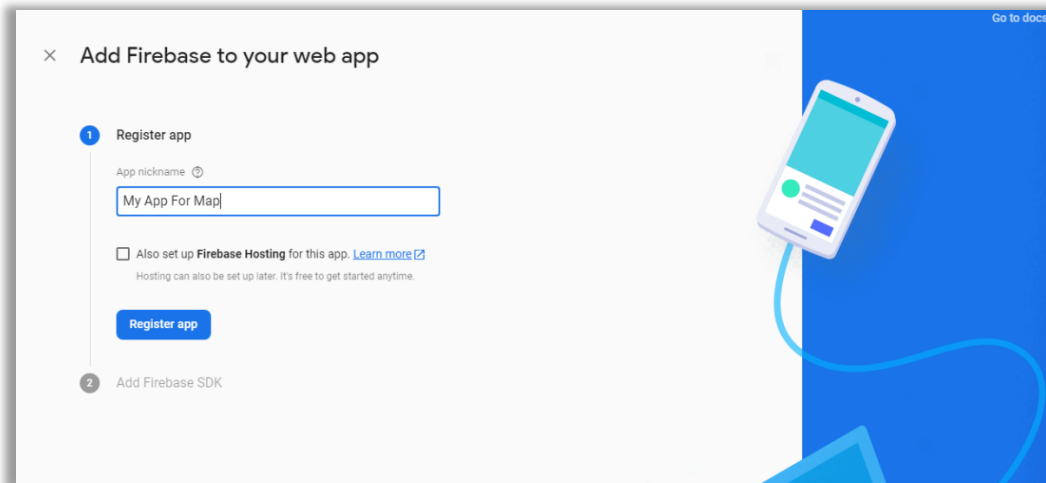 Go to docs
Add Firebase to your web app
1 Register app
App nickname
My App For Map
Also set up Firebase Hosting for this app. Learn more
Hosting can also be set up later. It's free to get started anytime.
Register app
2 Add Firebase SDK